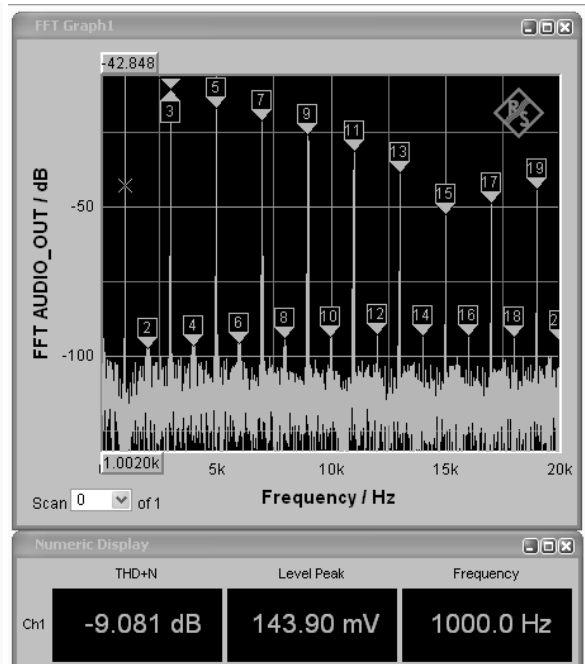 FFT Graph1
-42.848
3
5
7
9
11
13
15
17
19
R S
FFT AUDIO_OUT / dB
-50
-100
2
4
6
8
10
12
14
16
18
2
1.0020k
5k
10k
15k
20k
Scan 0 of 1
Frequency / Hz
Numeric Display
THD+N Level Peak Frequency
Ch1 -9.081 dB 143.90 mV 1000.0 Hz